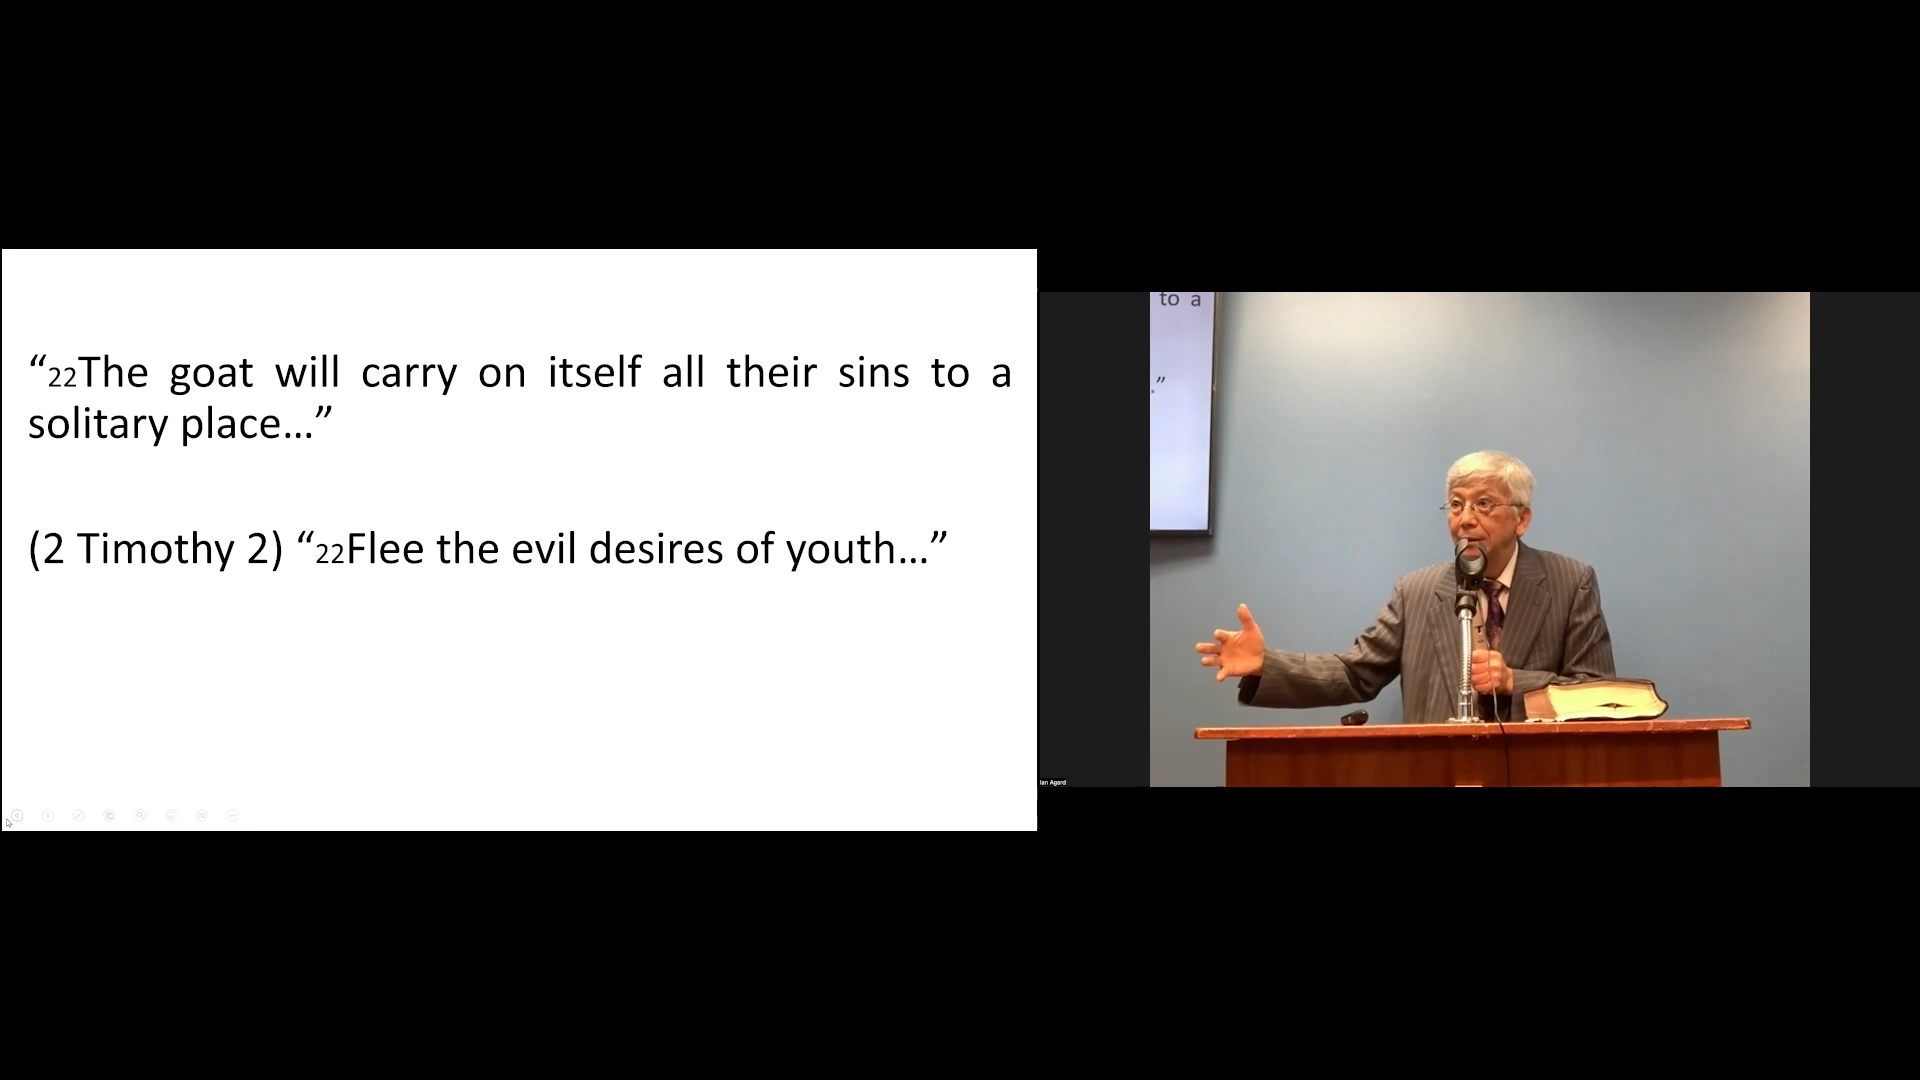 “22The goat will carry on itself all their sins to a
solitary place…”
(2 Timothy 2) “22Flee the evil desires of youth…”
to a
.”
Ian Agard